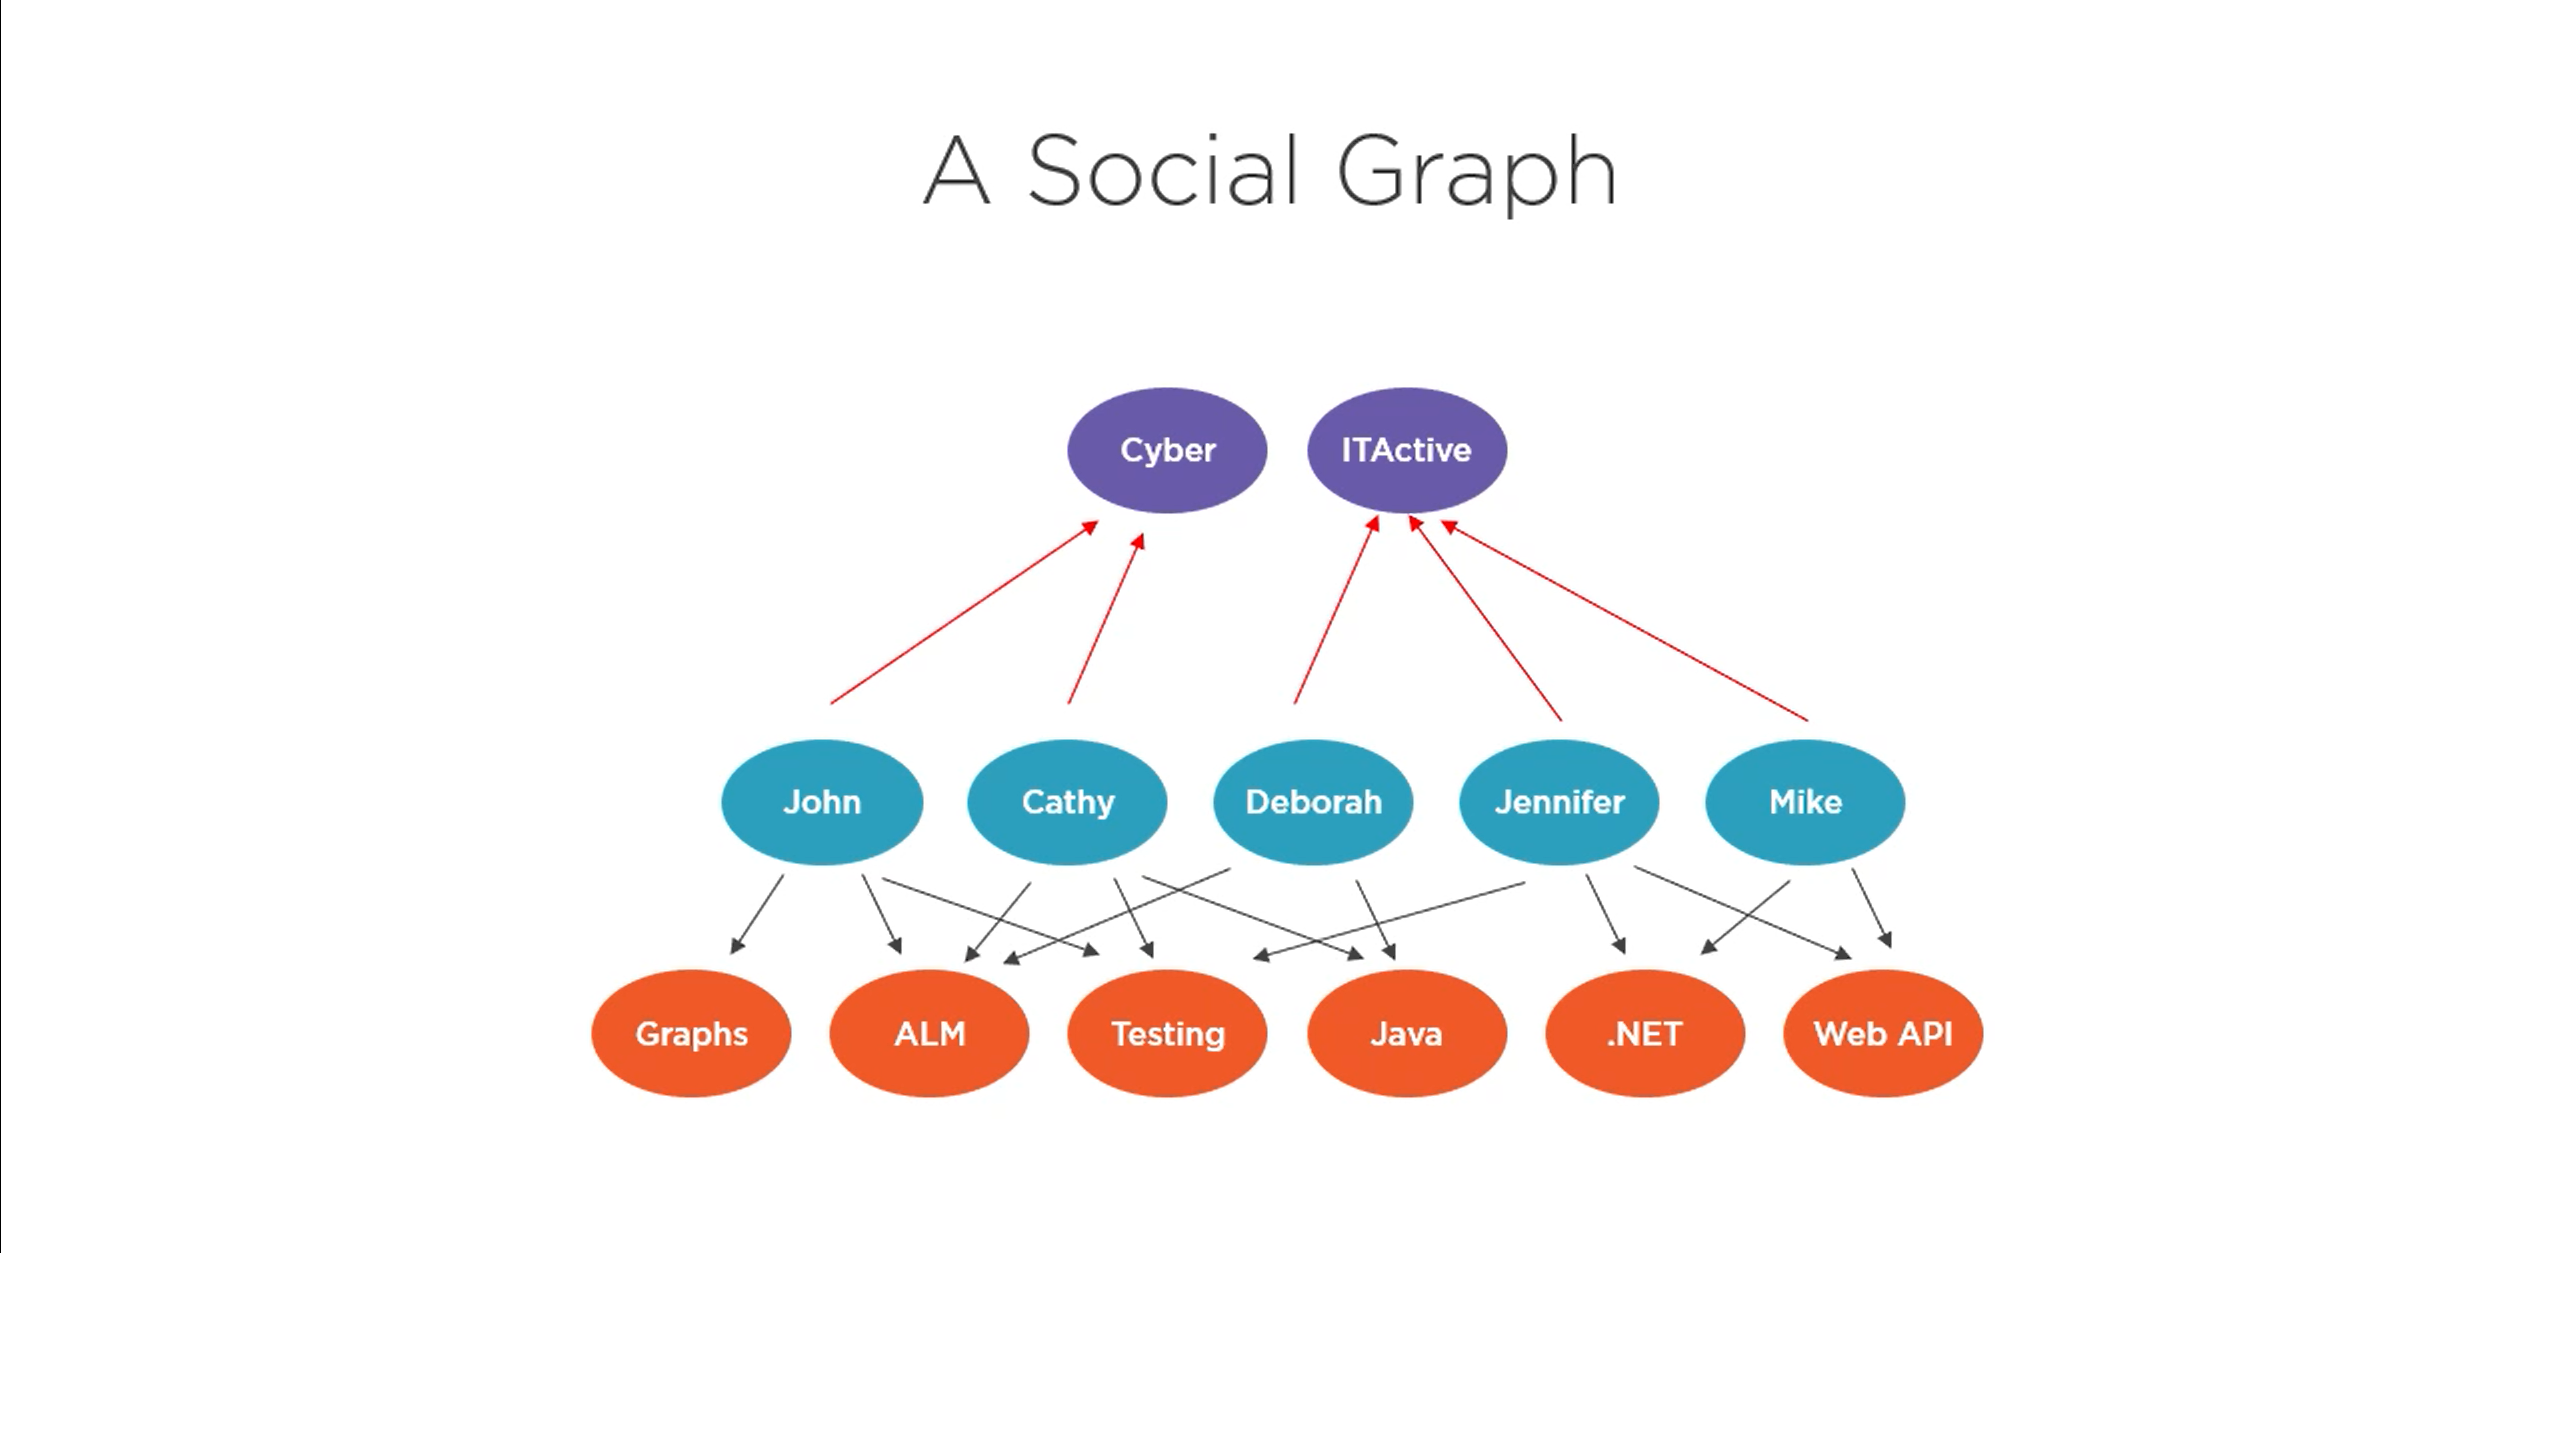 A Social Graph
Cyber
ITActive
John
Cathy
Deborah
Jennifer
Mike
Graphs
ALM
Testing
Java
.NET
Web API